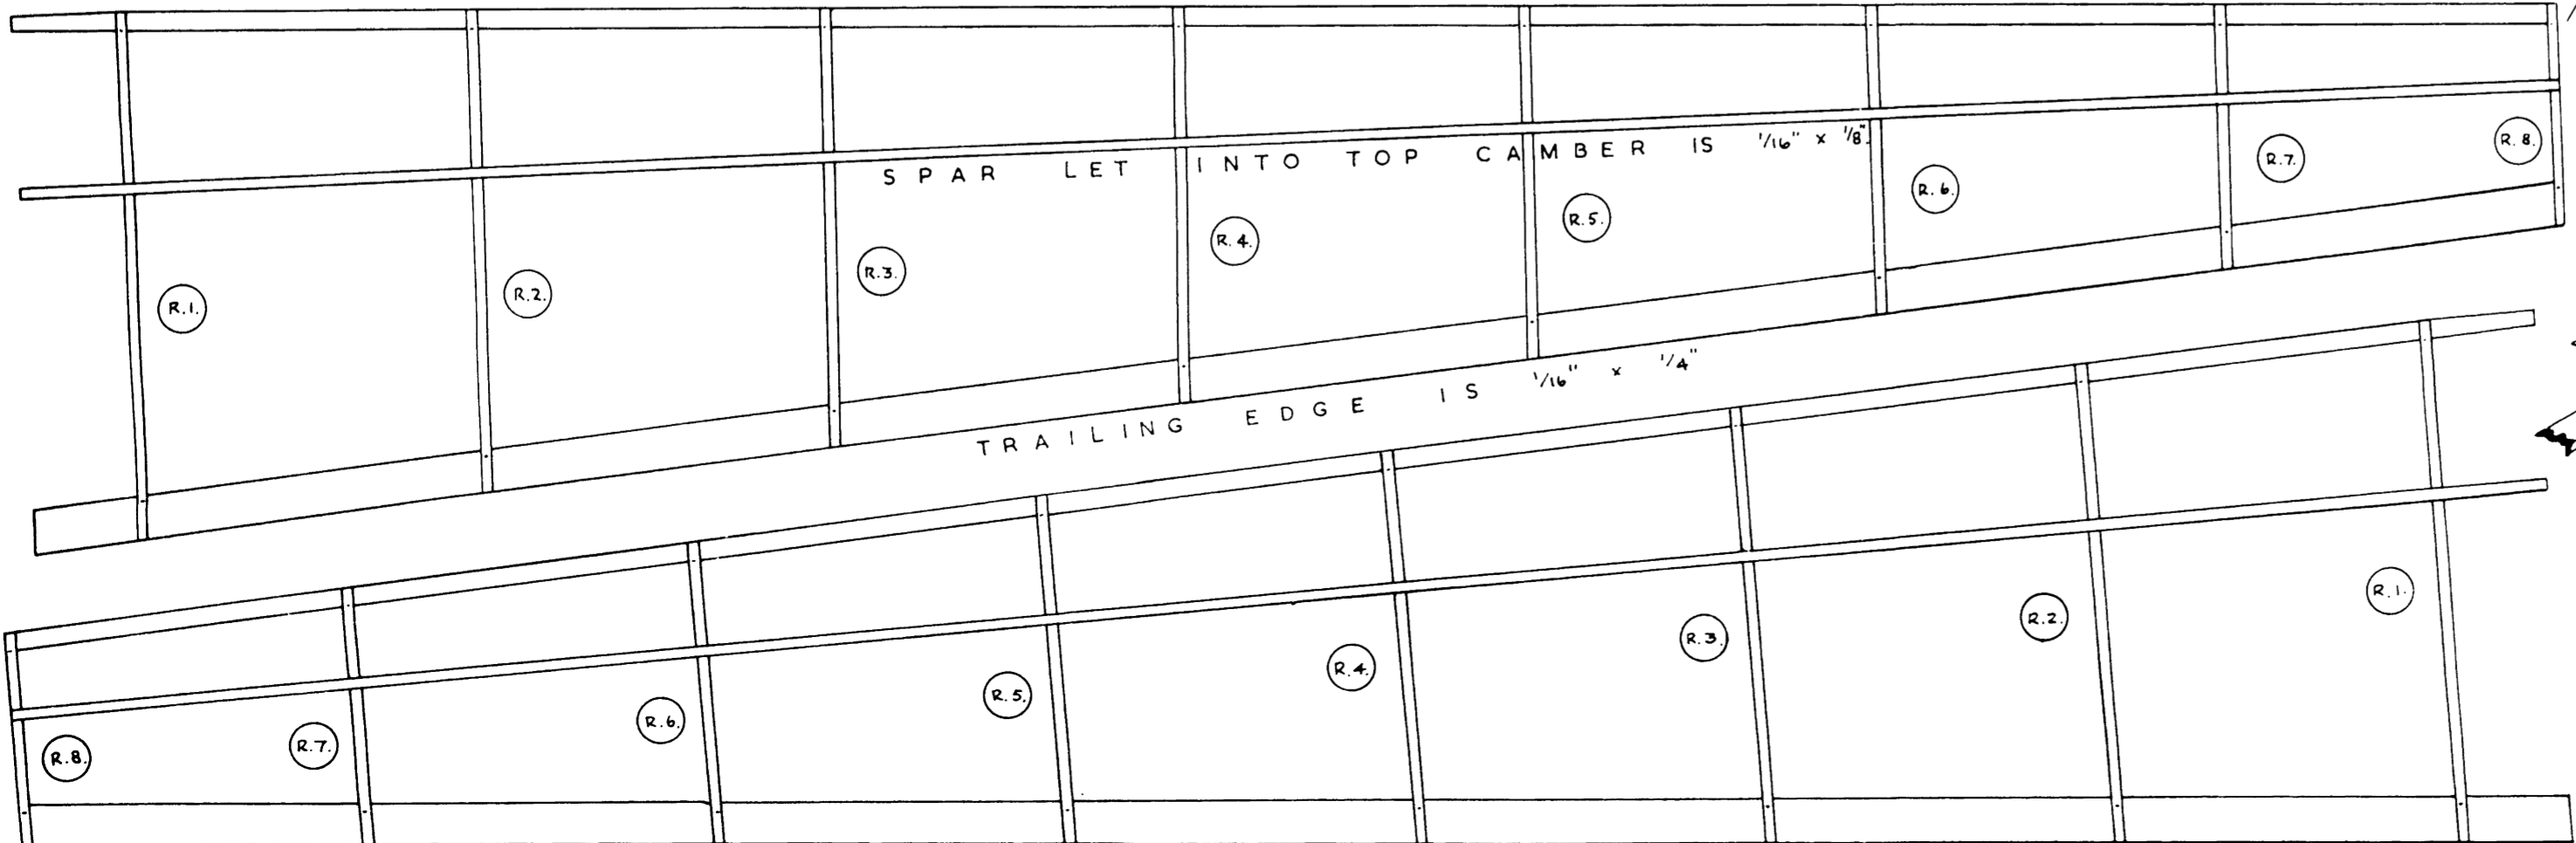 SPAR LET INTO TOP CAMBER IS 1/16" x 1/8"
R.1. R.2. R.3. R.4. R.5. R.6. R.7. R.8.
TRAILING EDGE IS 1/16" x 1/4"
R.8. R.7. R.6. R.5. R.4. R.3. R.2. R.1.